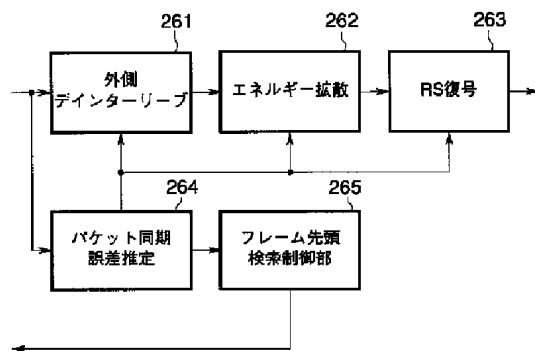 261
262
263
外側
デインターリーブ
エネルギー拡散
RS復号
264
265
パケット同期
誤差推定
フレーム先頭
検索制御部